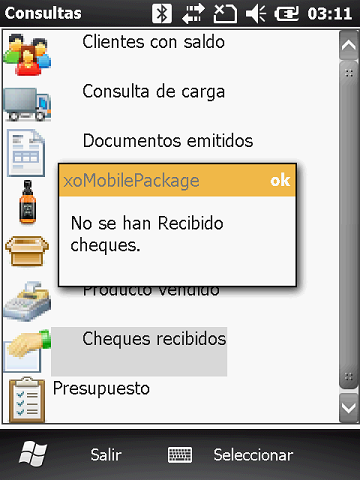 Consultas 03:11
Clientes con saldo
Consulta de carga
Documentos emitidos
xoMobilePackage ok
No se han Recibido
cheques.
Producto vendido
Cheques recibidos
Presupuesto
Salir Seleccionar